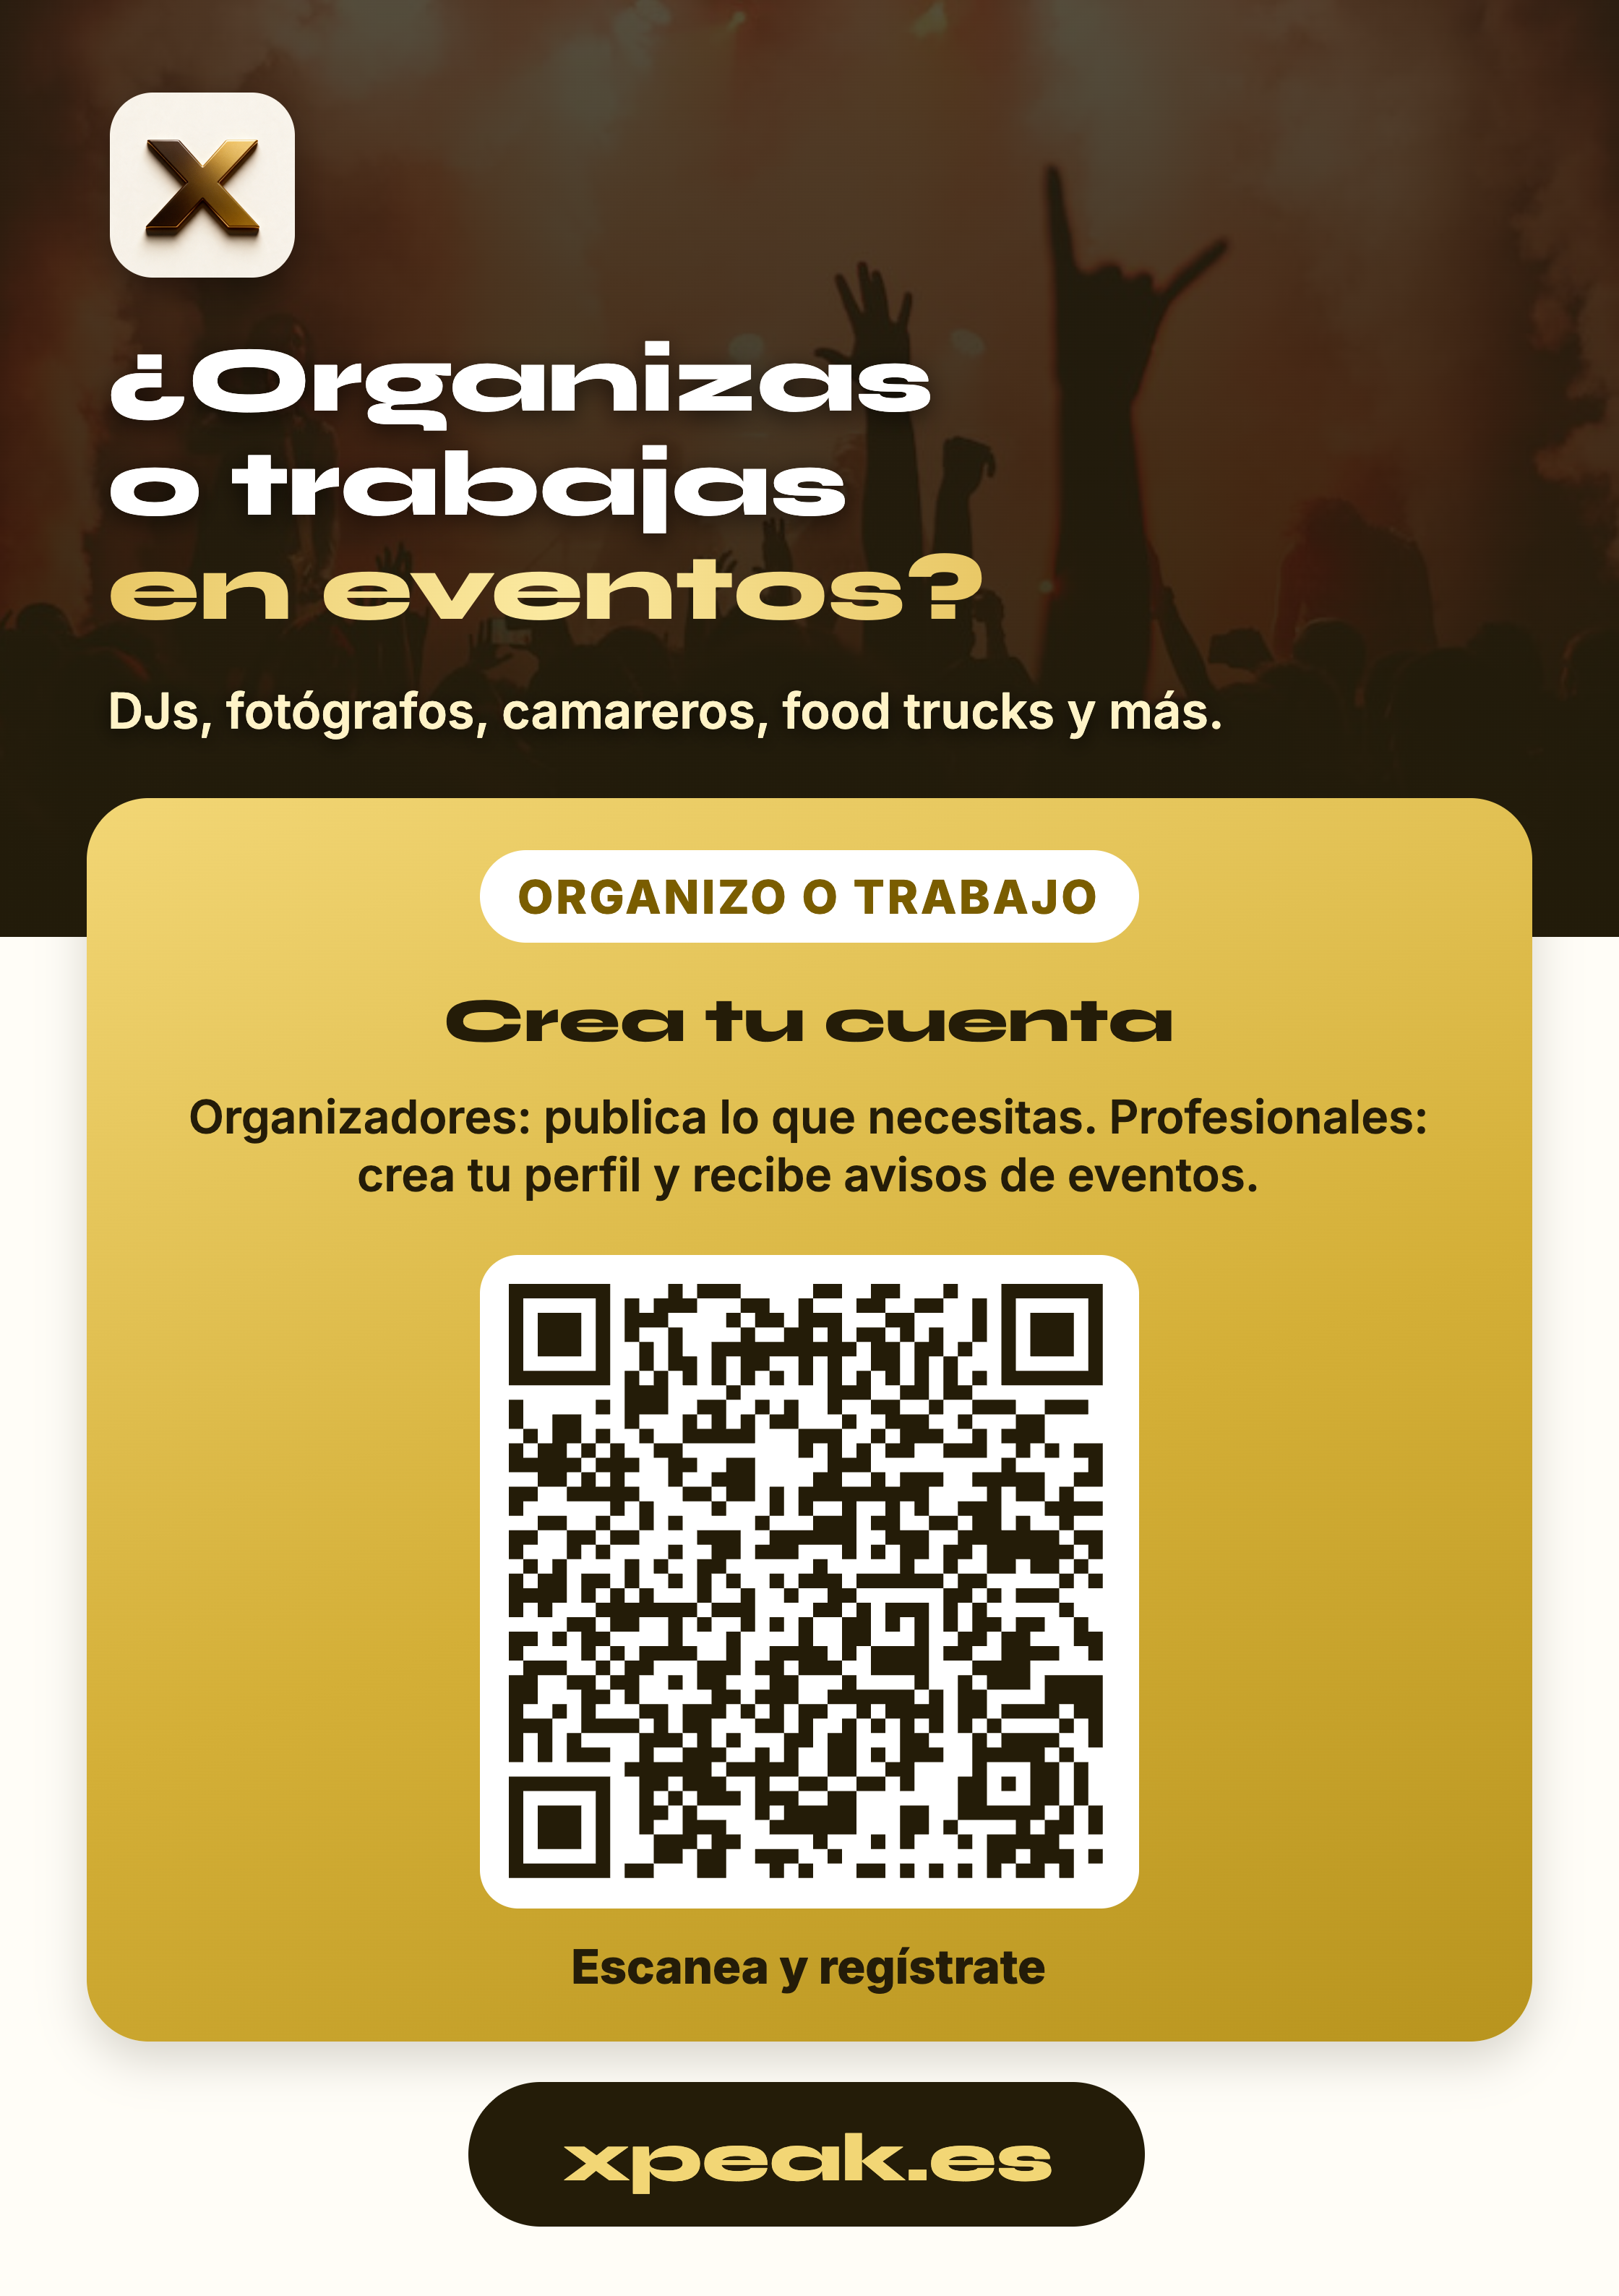 X
¿Organizas
o trabajas
en eventos?
DJs, fotógrafos, camareros, food trucks y más.
ORGANIZO O TRABAJO
Crea tu cuenta
Organizadores: publica lo que necesitas. Profesionales:
crea tu perfil y recibe avisos de eventos.
Escanea y regístrate
xpeak.es